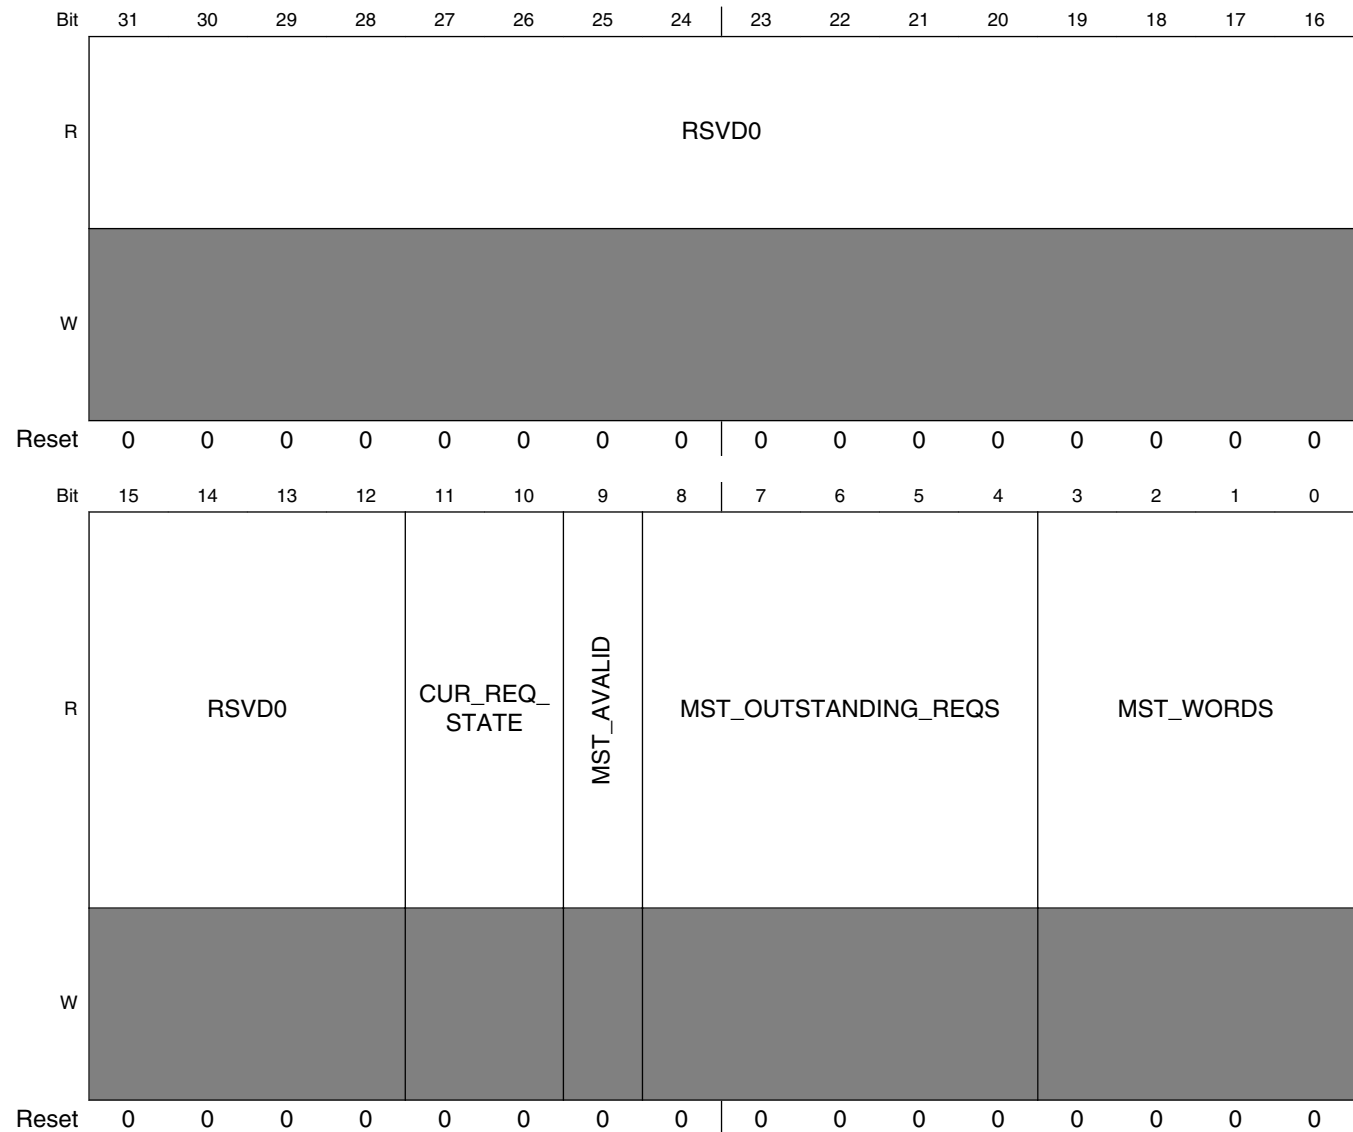 Bit 31 30 29 28 27 26 25 24 23 22 21 20 19 18 17 16
R RSVD0
W
Reset 0 0 0 0 0 0 0 0 0 0 0 0 0 0 0 0
Bit 15 14 13 12 11 10 9 8 7 6 5 4 3 2 1 0
R RSVD0 CUR_REQ_
STATE MST_AVALID MST_OUTSTANDING_REQS MST_WORDS
W
Reset 0 0 0 0 0 0 0 0 0 0 0 0 0 0 0 0